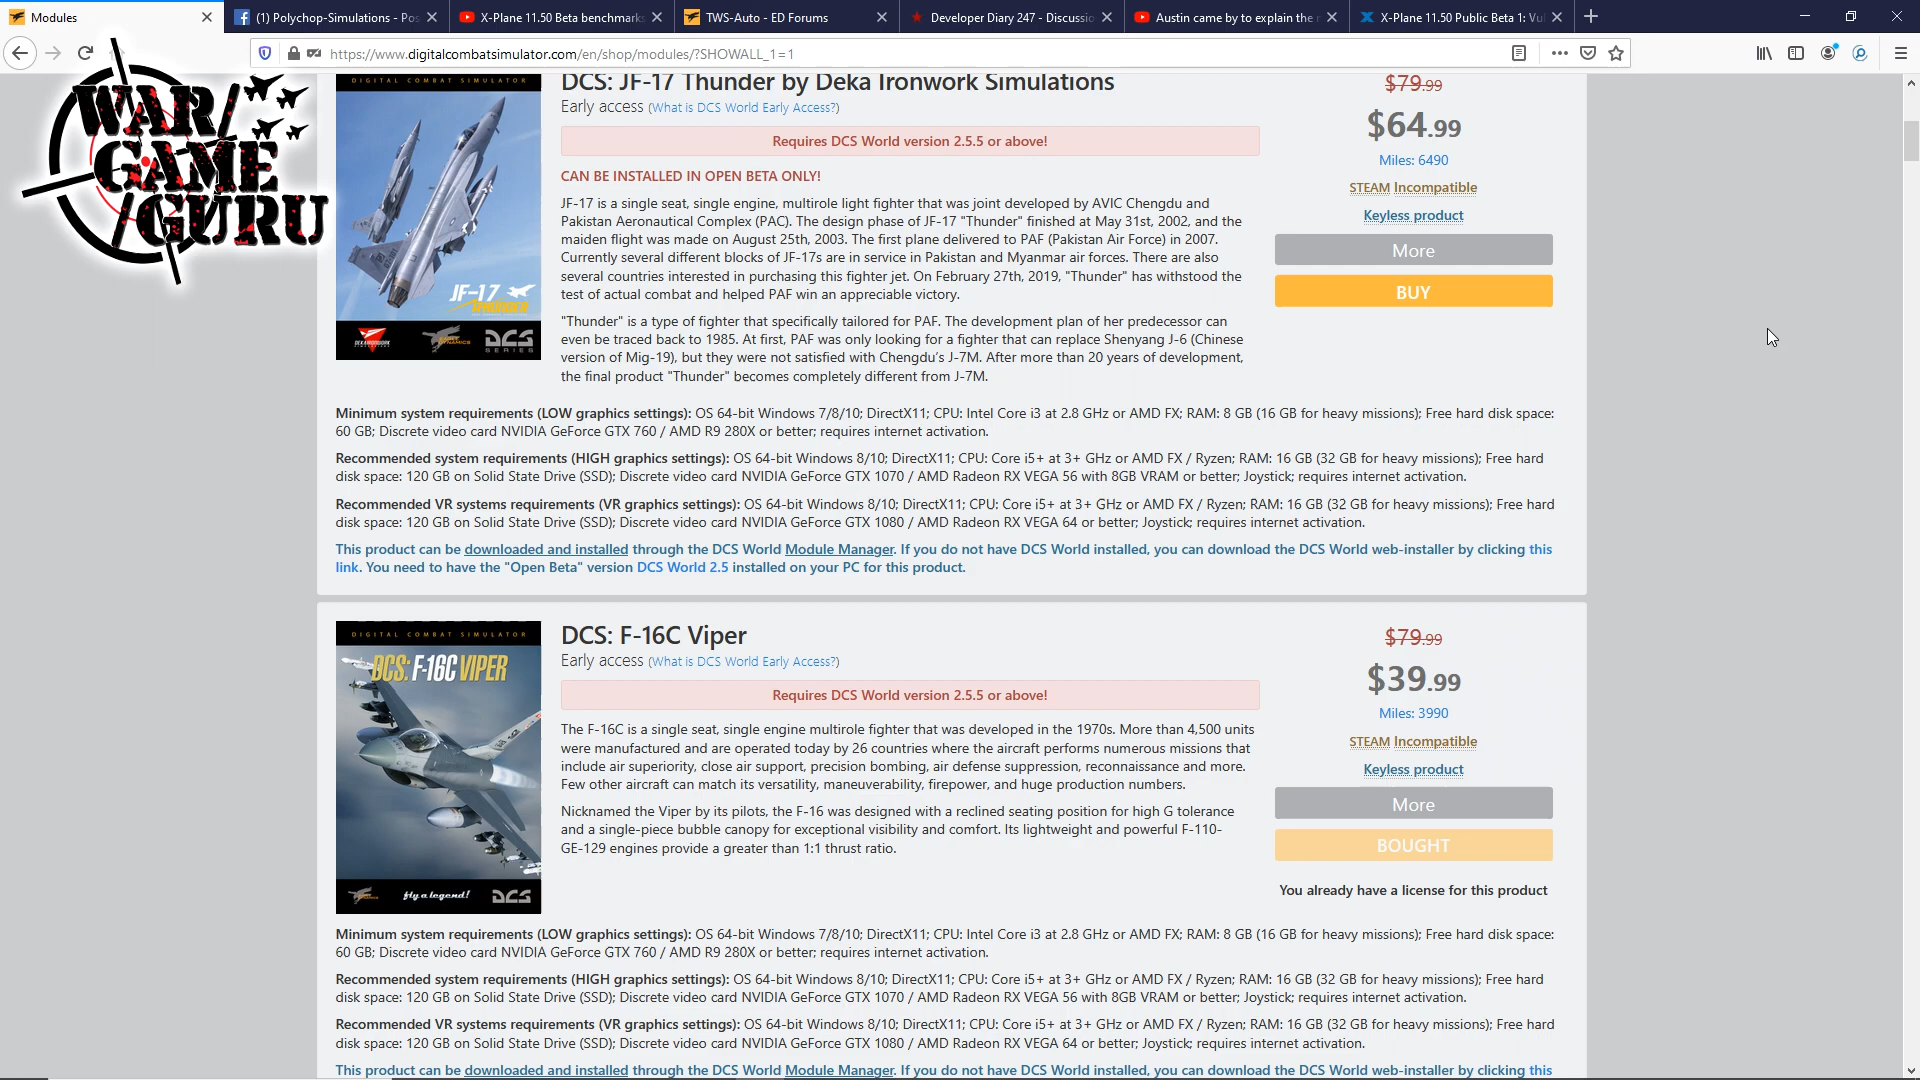 Modules
(1) Polychop-Simulations - Pos
X-Plane 11.50 Beta benchmarks
TWS-Auto - ED Forums
Developer Diary 247 - Discussio
Austin came by to explain the
X-Plane 11.50 Public Beta 1: Vul
https://www.digitalcombatsimulator.com/en/shop/modules/?SHOWALL_1=1
WAR/
GAME
/GURU
DIGITAL COMBAT SIMULATOR
JF-17
THUNDER
DCS
SERIES
DCS: JF-17 Thunder by Deka Ironwork Simulations
Early access (What is DCS World Early Access?)
Requires DCS World version 2.5.5 or above!
CAN BE INSTALLED IN OPEN BETA ONLY!
JF-17 is a single seat, single engine, multirole light fighter that was joint developed by AVIC Chengdu and
Pakistan Aeronautical Complex (PAC). The design phase of JF-17 "Thunder" finished at May 31st, 2002, and the
maiden flight was made on August 25th, 2003. The first plane delivered to PAF (Pakistan Air Force) in 2007.
Currently several different blocks of JF-17s are in service in Pakistan and Myanmar air forces. There are also
several countries interested in purchasing this fighter jet. On February 27th, 2019, "Thunder" has withstood the
test of actual combat and helped PAF win an appreciable victory.
"Thunder" is a type of fighter that specifically tailored for PAF. The development plan of her predecessor can
even be traced back to 1985. At first, PAF was only looking for a fighter that can replace Shenyang J-6 (Chinese
version of Mig-19), but they were not satisfied with Chengdu's J-7M. After more than 20 years of development,
the final product "Thunder" becomes completely different from J-7M.
$79.99
$64.99
Miles: 6490
STEAM Incompatible
Keyless product
More
BUY
Minimum system requirements (LOW graphics settings): OS 64-bit Windows 7/8/10; DirectX11; CPU: Intel Core i3 at 2.8 GHz or AMD FX; RAM: 8 GB (16 GB for heavy missions); Free hard disk space:
60 GB; Discrete video card NVIDIA GeForce GTX 760 / AMD R9 280X or better; requires internet activation.
Recommended system requirements (HIGH graphics settings): OS 64-bit Windows 8/10; DirectX11; CPU: Core i5+ at 3+ GHz or AMD FX / Ryzen; RAM: 16 GB (32 GB for heavy missions); Free hard
disk space: 120 GB on Solid State Drive (SSD); Discrete video card NVIDIA GeForce GTX 1070 / AMD Radeon RX VEGA 56 with 8GB VRAM or better; Joystick; requires internet activation.
Recommended VR systems requirements (VR graphics settings): OS 64-bit Windows 8/10; DirectX11; CPU: Core i5+ at 3+ GHz or AMD FX / Ryzen; RAM: 16 GB (32 GB for heavy missions); Free hard
disk space: 120 GB on Solid State Drive (SSD); Discrete video card NVIDIA GeForce GTX 1080 / AMD Radeon RX VEGA 64 or better; Joystick; requires internet activation.
This product can be downloaded and installed through the DCS World Module Manager. If you do not have DCS World installed, you can download the DCS World web-installer by clicking this
link. You need to have the "Open Beta" version DCS World 2.5 installed on your PC for this product.
DIGITAL COMBAT SIMULATOR
DCS: F-16C VIPER
fly a legend!
DCS
DCS: F-16C Viper
Early access (What is DCS World Early Access?)
Requires DCS World version 2.5.5 or above!
The F-16C is a single seat, single engine multirole fighter that was developed in the 1970s. More than 4,500 units
were manufactured and are operated today by 26 countries where the aircraft performs numerous missions that
include air superiority, close air support, precision bombing, air defense suppression, reconnaissance and more.
Few other aircraft can match its versatility, maneuverability, firepower, and huge production numbers.
Nicknamed the Viper by its pilots, the F-16 was designed with a reclined seating position for high G tolerance
and a single-piece bubble canopy for exceptional visibility and comfort. Its lightweight and powerful F-110-
GE-129 engines provide a greater than 1:1 thrust ratio.
$79.99
$39.99
Miles: 3990
STEAM Incompatible
Keyless product
More
BOUGHT
You already have a license for this product
Minimum system requirements (LOW graphics settings): OS 64-bit Windows 7/8/10; DirectX11; CPU: Intel Core i3 at 2.8 GHz or AMD FX; RAM: 8 GB (16 GB for heavy missions); Free hard disk space:
60 GB; Discrete video card NVIDIA GeForce GTX 760 / AMD R9 280X or better; requires internet activation.
Recommended system requirements (HIGH graphics settings): OS 64-bit Windows 8/10; DirectX11; CPU: Core i5+ at 3+ GHz or AMD FX / Ryzen; RAM: 16 GB (32 GB for heavy missions); Free hard
disk space: 120 GB on Solid State Drive (SSD); Discrete video card NVIDIA GeForce GTX 1070 / AMD Radeon RX VEGA 56 with 8GB VRAM or better; Joystick; requires internet activation.
Recommended VR systems requirements (VR graphics settings): OS 64-bit Windows 8/10; DirectX11; CPU: Core i5+ at 3+ GHz or AMD FX / Ryzen; RAM: 16 GB (32 GB for heavy missions); Free hard
disk space: 120 GB on Solid State Drive (SSD); Discrete video card NVIDIA GeForce GTX 1080 / AMD Radeon RX VEGA 64 or better; Joystick; requires internet activation.
This product can be downloaded and installed through the DCS World Module Manager. If you do not have DCS World installed, you can download the DCS World web-installer by clicking this